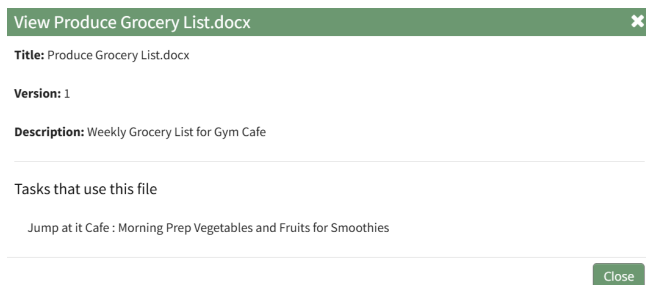 View Produce Grocery List.docx
Title: Produce Grocery List.docx
Version: 1
Description: Weekly Grocery List for Gym Cafe
Tasks that use this file
Jump at it Cafe : Morning Prep Vegetables and Fruits for Smoothies
Close